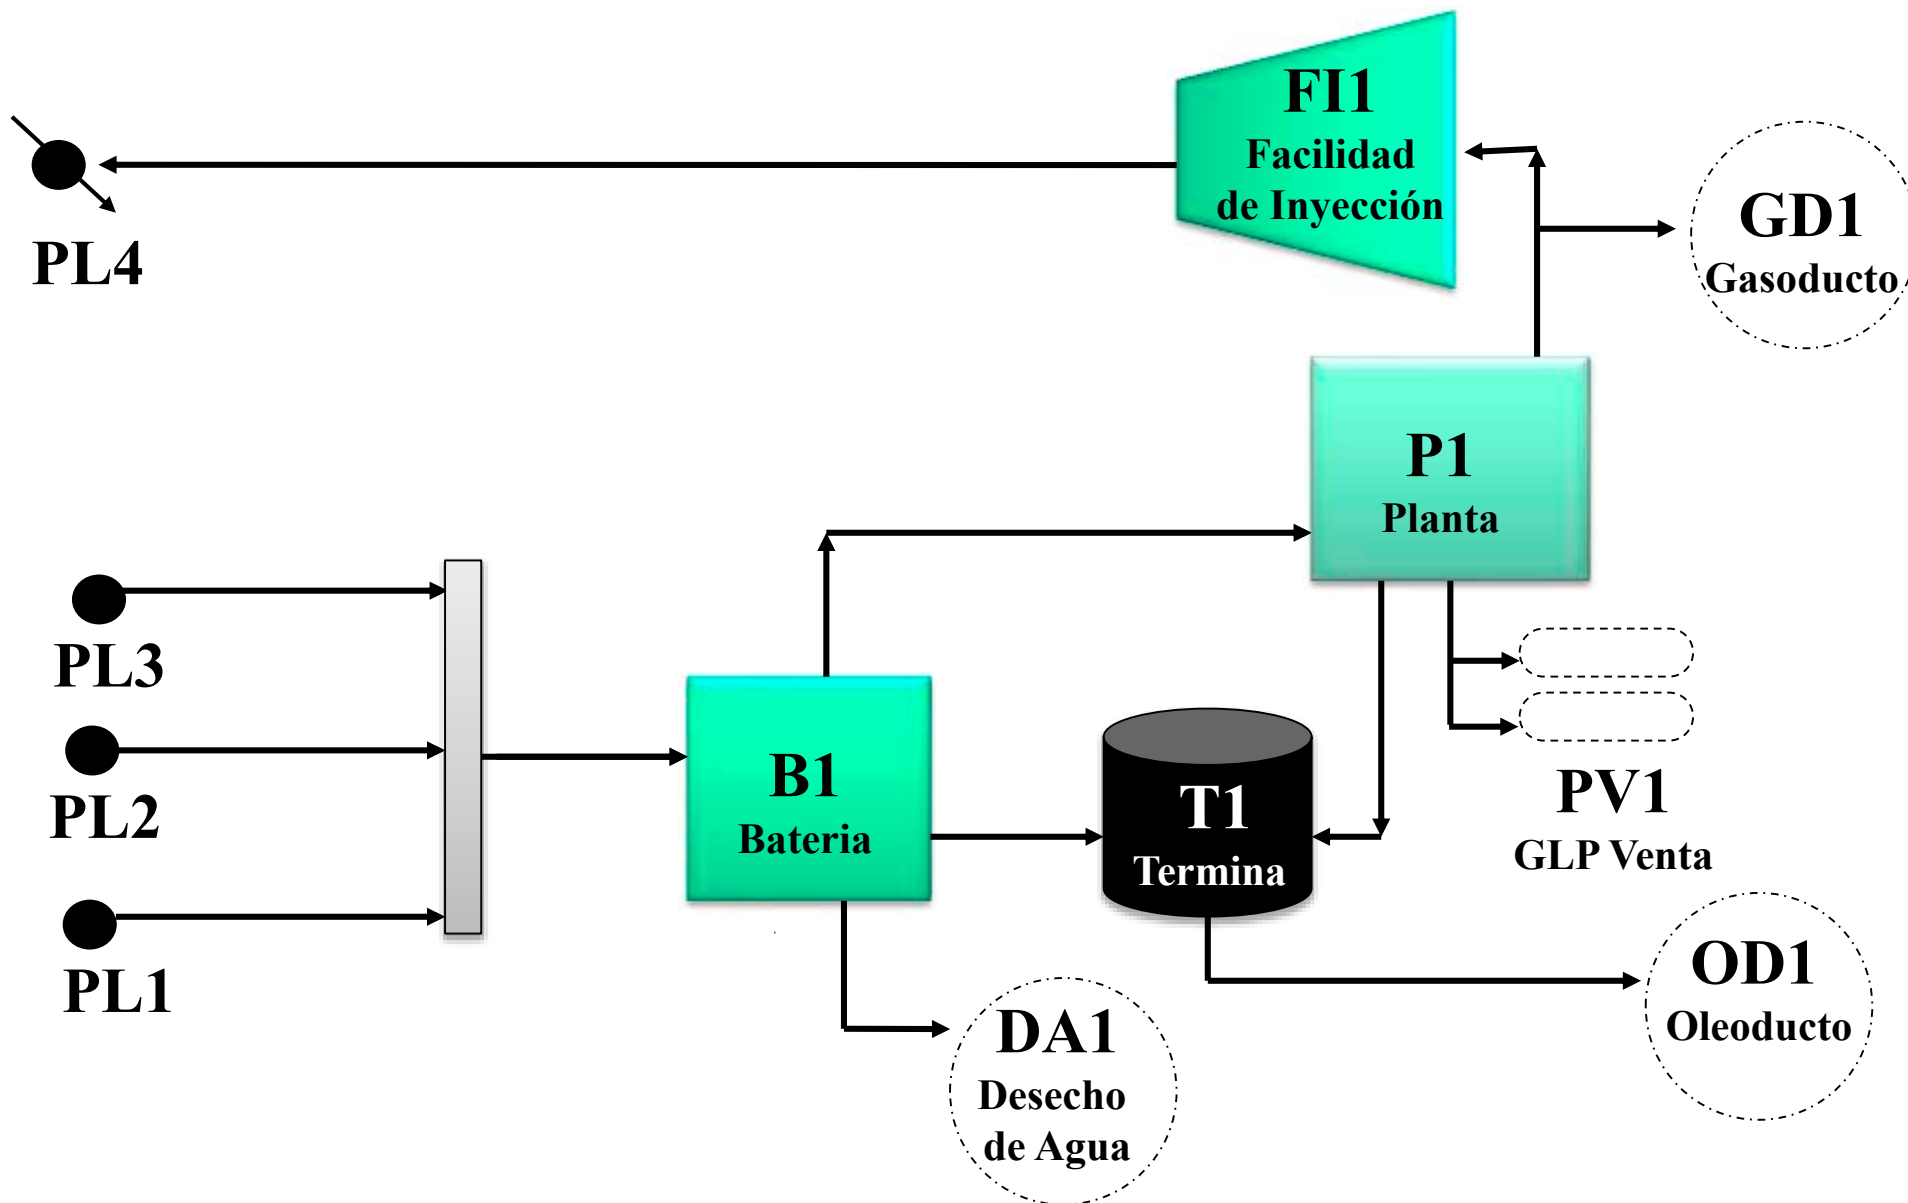 FI1
Facilidad
de Inyección
GD1
Gasoducto
PL4
P1
Planta
PL3
PL2
PL1
B1
Bateria
T1
Termina
PV1
GLP Venta
OD1
Oleoducto
DA1
Desecho
de Agua